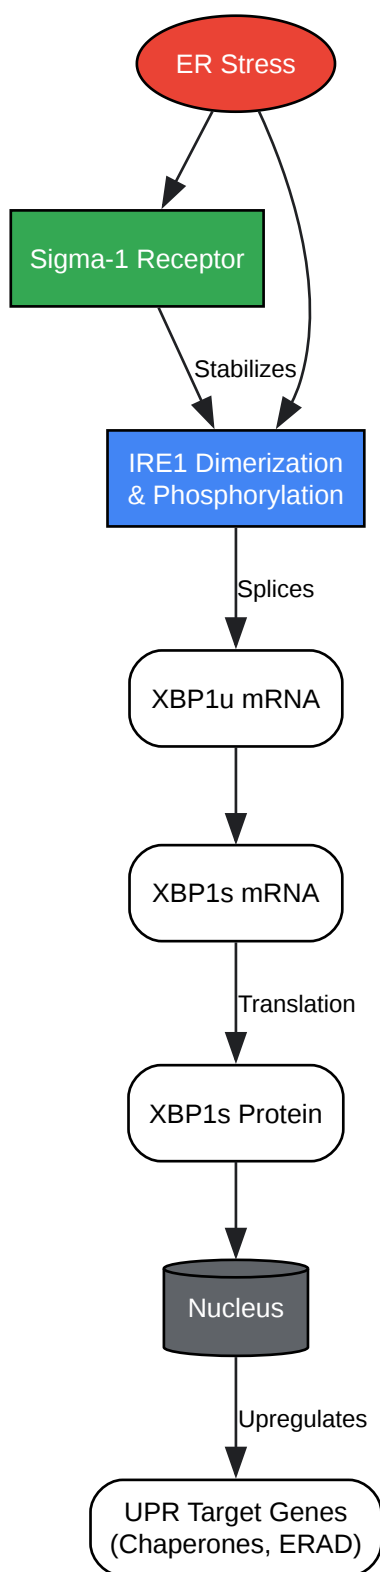 ER Stress
Sigma-1 Receptor
Stabilizes
IRE1 Dimerization
& Phosphorylation
Splices
XBP1u mRNA
XBP1s mRNA
Translation
XBP1s Protein
Nucleus
Upregulates
UPR Target Genes
(Chaperones, ERAD)